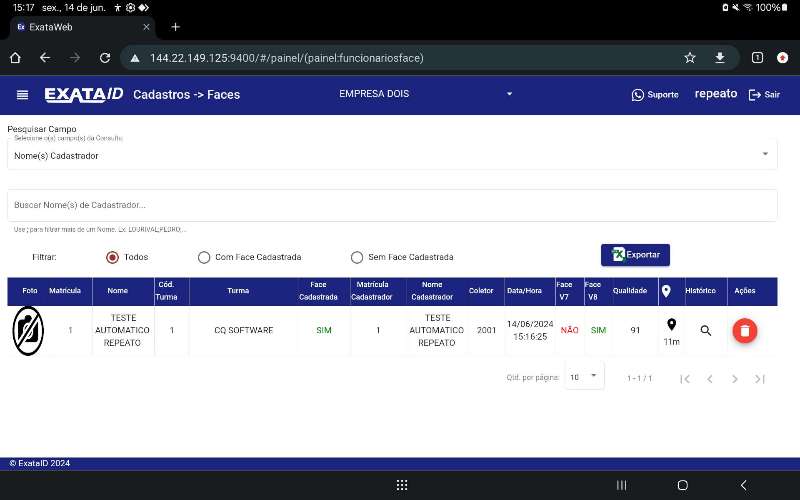 15:17 sex., 14 de jun. 100%
Ex ExataWeb
144.22.149.125:9400/#/painel/(painel:funcionariosface) 1
EXATA ID Cadastros -> Faces EMPRESA DOIS Suporte repeato Sair
Pesquisar Campo
Selecione o(s) campo(s) da Consulta
Nome(s) Cadastrador
Buscar Nome(s) de Cadastrador...
Use ; para filtrar mais de um Nome. Ex: LOURIVAL;PEDRO;...
Filtrar: Todos Com Face Cadastrada Sem Face Cadastrada Exportar
Foto Matrícula Nome Cód. Turma Turma Face Cadastrada Matrícula Cadastrador Nome Cadastrador Coletor Data/Hora Face V7 Face V8 Qualidade Histórico Ações
1 TESTE AUTOMATICO REPEATO 1 CQ SOFTWARE SIM 1 TESTE AUTOMATICO REPEATO 2001 14/06/2024 15:16:25 NÃO SIM 91 11m
Qtd. por página: 10 1 - 1 / 1
© ExataID 2024